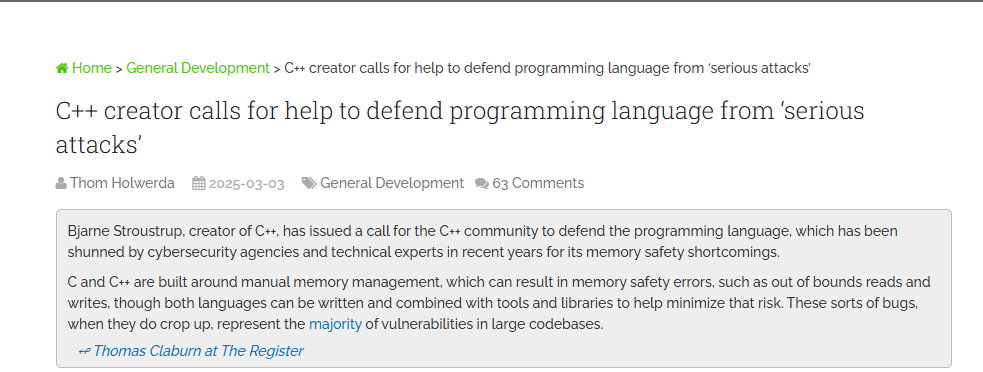 Home > General Development > C++ creator calls for help to defend programming language from ‘serious attacks’
C++ creator calls for help to defend programming language from ‘serious
attacks’
Thom Holwerda 2025-03-03 General Development 63 Comments
Bjarne Stroustrup, creator of C++, has issued a call for the C++ community to defend the programming language, which has been
shunned by cybersecurity agencies and technical experts in recent years for its memory safety shortcomings.
C and C++ are built around manual memory management, which can result in memory safety errors, such as out of bounds reads and
writes, though both languages can be written and combined with tools and libraries to help minimize that risk. These sorts of bugs,
when they do crop up, represent the majority of vulnerabilities in large codebases.
↫ Thomas Claburn at The Register